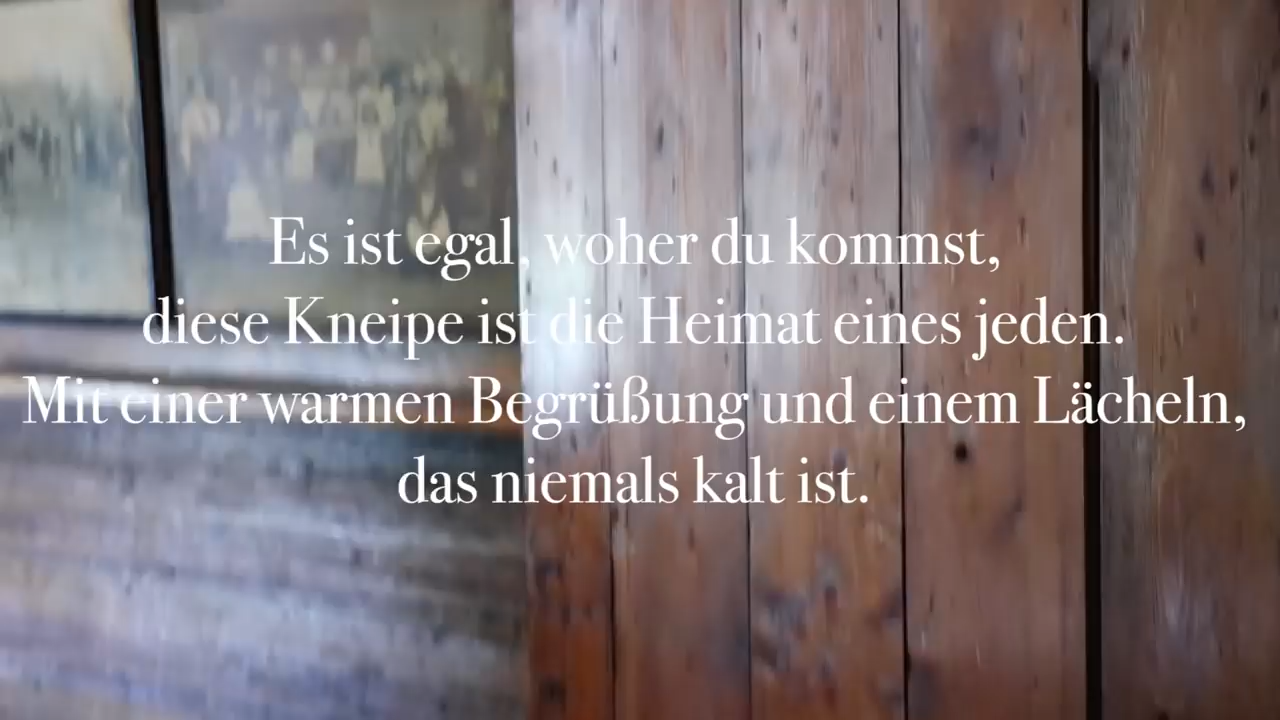 Es ist egal, woher du kommst,
diese Kneipe ist die Heimat eines jeden.
Mit einer warmen Begrüßung und einem Lächeln,
das niemals kalt ist.